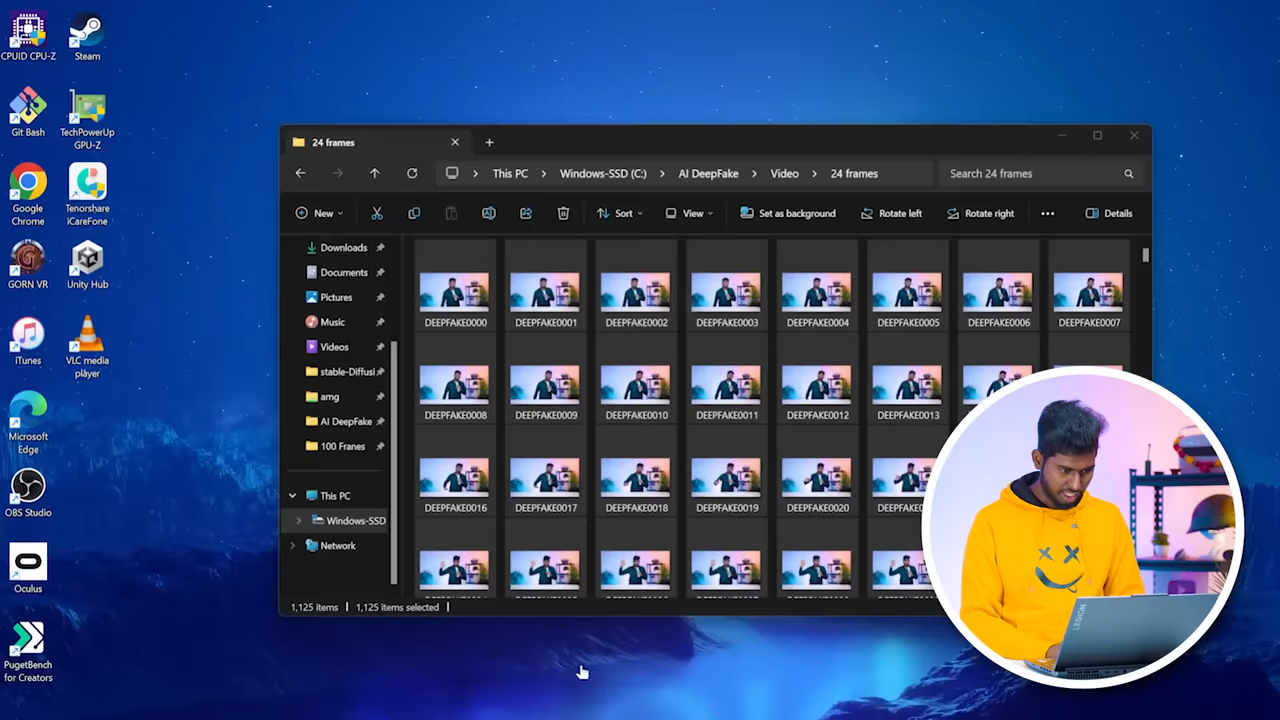 CPUID CPU-Z
Steam
Git Bash
TechPowerUp
GPU-Z
Google
Chrome
Tenorshare
iCareFone
GORN VR
Unity Hub
iTunes
VLC media
player
Microsoft
Edge
OBS Studio
Oculus
PugetBench
for Creators
24 frames
This PC
Windows-SSD (C:)
AI DeepFake
Video
24 frames
Search 24 frames
New
Sort
View
Set as background
Rotate left
Rotate right
Details
Downloads
Documents
Pictures
Music
Videos
stable-Diffusi
amg
AI DeepFake
100 Franes
This PC
Windows-SSD
Network
DEEPFAKE0000
DEEPFAKE0001
DEEPFAKE0002
DEEPFAKE0003
DEEPFAKE0004
DEEPFAKE0005
DEEPFAKE0006
DEEPFAKE0007
DEEPFAKE0008
DEEPFAKE0009
DEEPFAKE0010
DEEPFAKE0011
DEEPFAKE0012
DEEPFAKE0013
DEEPFAKE0016
DEEPFAKE0017
DEEPFAKE0018
DEEPFAKE0019
DEEPFAKE0020
1,125 items
1,125 items selected
LEGION